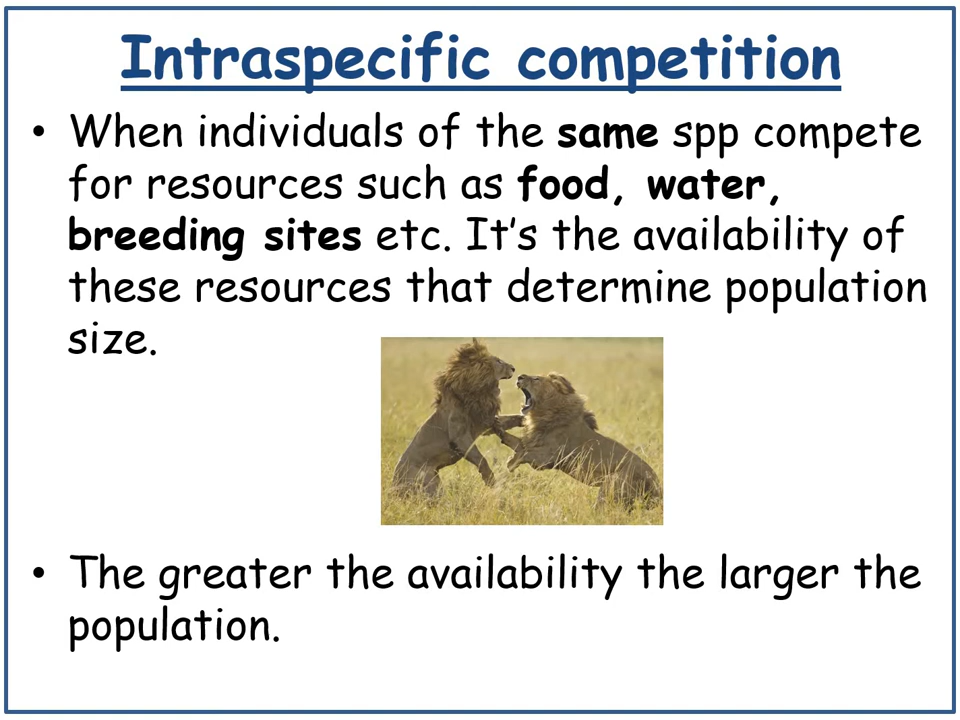 Intraspecific competition
• When individuals of the same spp compete
for resources such as food, water,
breeding sites etc. It’s the availability of
these resources that determine population
size.
• The greater the availability the larger the
population.